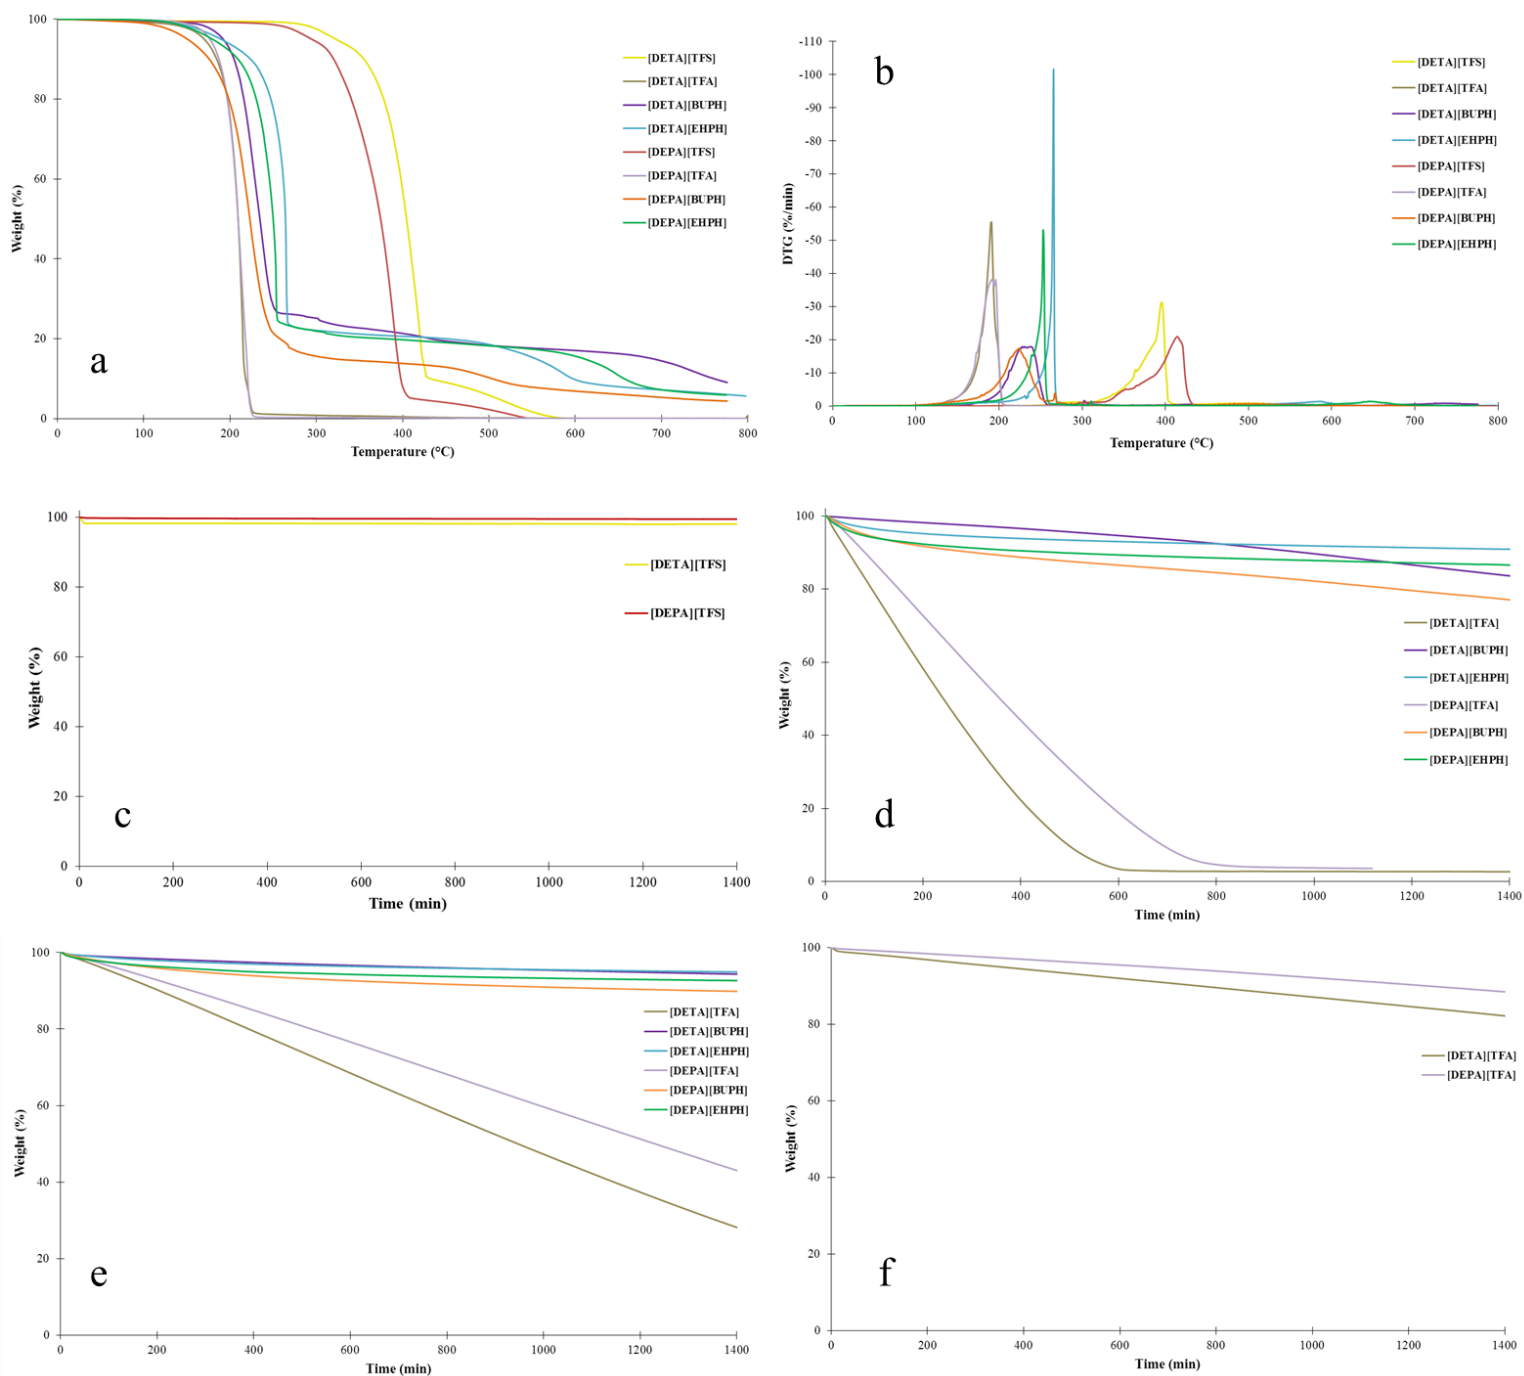 100
80
60
40
20
0
Weight (%)
0 100 200 300 400 500 600 700 800
Temperature (°C)
[DETA][TFS]
[DETA][TFA]
[DETA][BUPH]
[DETA][EHPH]
[DEPA][TFS]
[DEPA][TFA]
[DEPA][BUPH]
[DEPA][EHPH]
a
-110
-100
-90
-80
-70
-60
-50
-40
-30
-20
-10
0
DTG (%/min)
0 100 200 300 400 500 600 700 800
Temperature (°C)
[DETA][TFS]
[DETA][TFA]
[DETA][BUPH]
[DETA][EHPH]
[DEPA][TFS]
[DEPA][TFA]
[DEPA][BUPH]
[DEPA][EHPH]
b
100
80
60
40
20
0
Weight (%)
0 200 400 600 800 1000 1200 1400
Time (min)
[DETA][TFS]
[DEPA][TFS]
c
100
80
60
40
20
0
Weight (%)
0 200 400 600 800 1000 1200 1400
Time (min)
[DETA][TFA]
[DETA][BUPH]
[DETA][EHPH]
[DEPA][TFA]
[DEPA][BUPH]
[DEPA][EHPH]
d
100
80
60
40
20
0
Weight (%)
0 200 400 600 800 1000 1200 1400
Time (min)
[DETA][TFA]
[DETA][BUPH]
[DETA][EHPH]
[DEPA][TFA]
[DEPA][BUPH]
[DEPA][EHPH]
e
100
80
60
40
20
0
Weight (%)
0 200 400 600 800 1000 1200 1400
Time (min)
[DETA][TFA]
[DEPA][TFA]
f